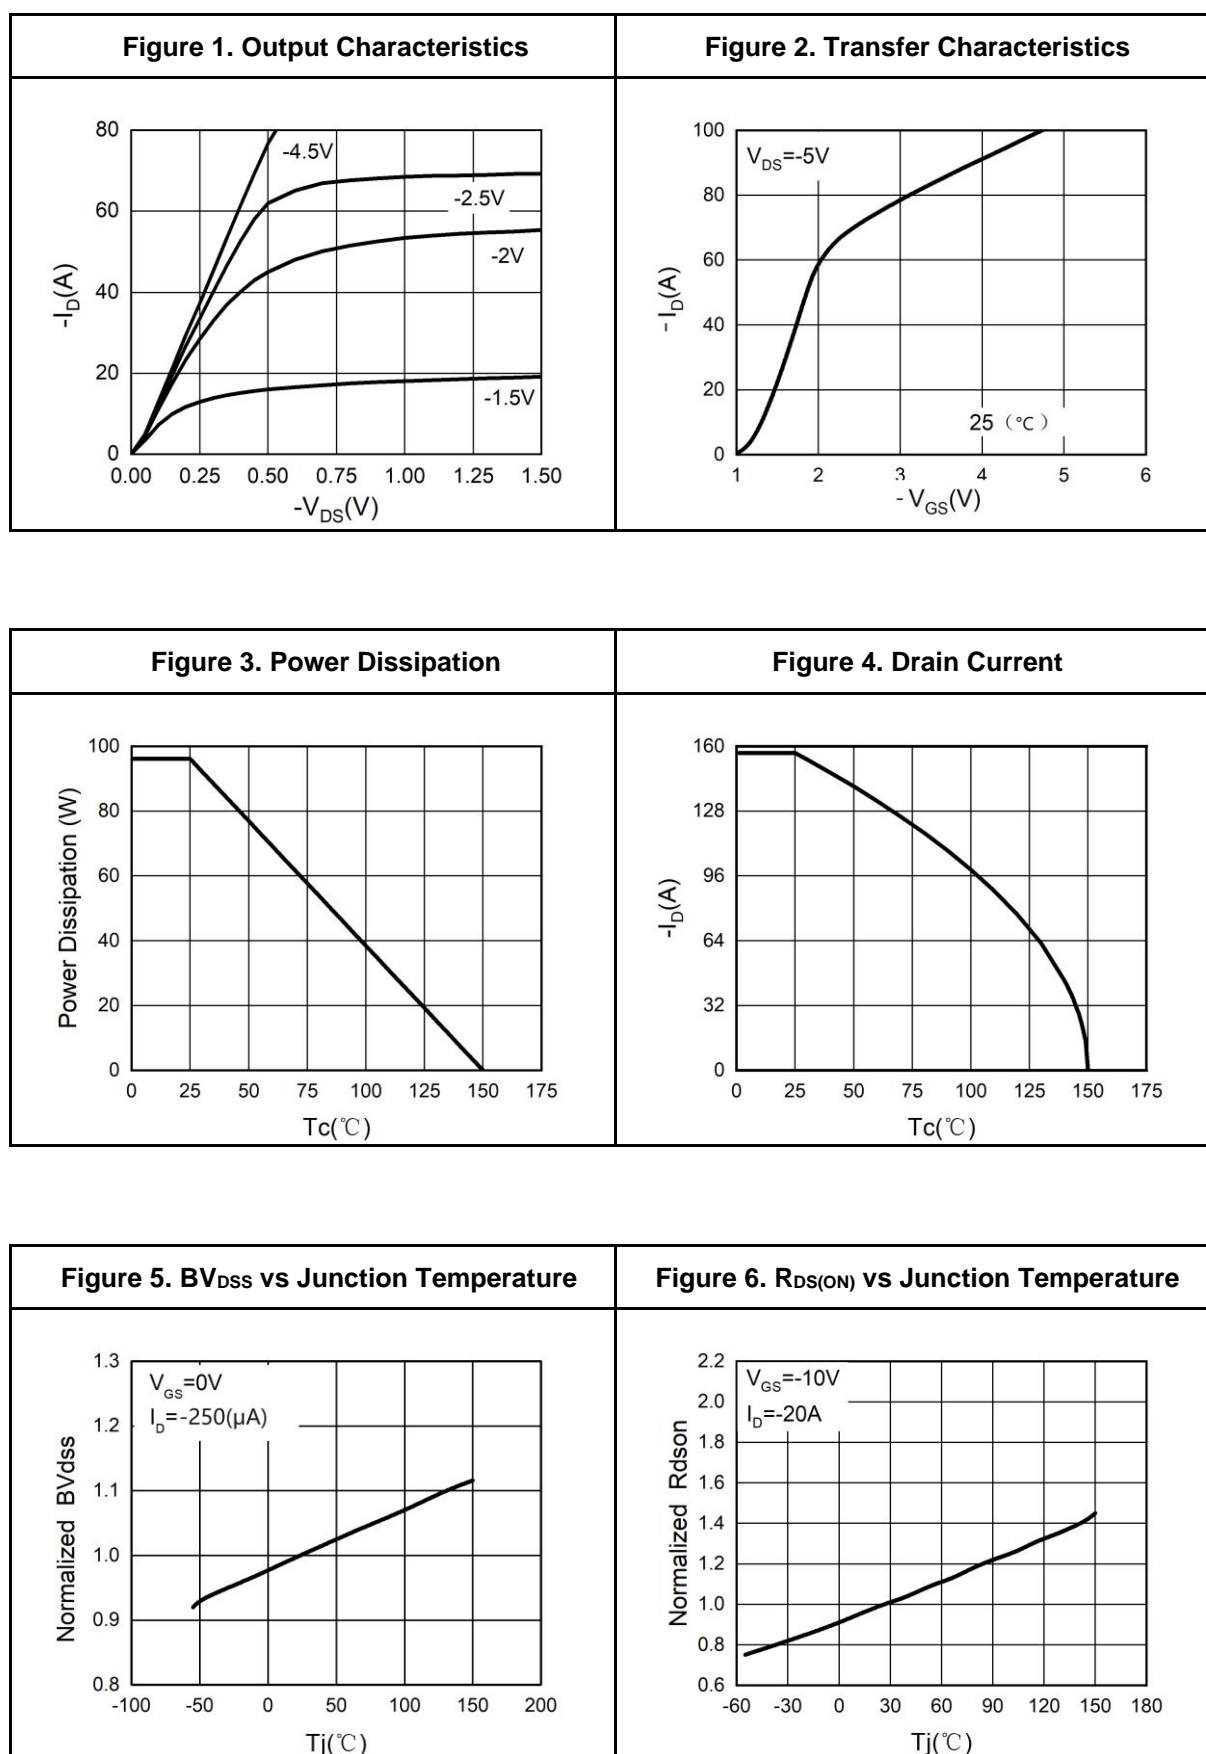 Figure 1. Output Characteristics
Figure 2. Transfer Characteristics
80
60
40
20
0
-I_D(A)
-4.5V
-2.5V
-2V
-1.5V
0.00 0.25 0.50 0.75 1.00 1.25 1.50
-V_DS(V)
100
80
60
40
20
0
- I_D(A)
V_DS=-5V
25（℃）
1 2 3 4 5 6
- V_GS(V)
Figure 3. Power Dissipation
Figure 4. Drain Current
100
80
60
40
20
0
Power Dissipation (W)
0 25 50 75 100 125 150 175
Tc(℃)
160
128
96
64
32
0
-I_D(A)
0 25 50 75 100 125 150 175
Tc(℃)
Figure 5. BV_DSS vs Junction Temperature
Figure 6. R_DS(ON) vs Junction Temperature
1.3
1.2
1.1
1.0
0.9
0.8
Normalized BVdss
V_GS=0V
I_D=-250(μA)
-100 -50 0 50 100 150 200
Tj(℃)
2.2
2.0
1.8
1.6
1.4
1.2
1.0
0.8
0.6
Normalized Rdson
V_GS=-10V
I_D=-20A
-60 -30 0 30 60 90 120 150 180
Tj(℃)